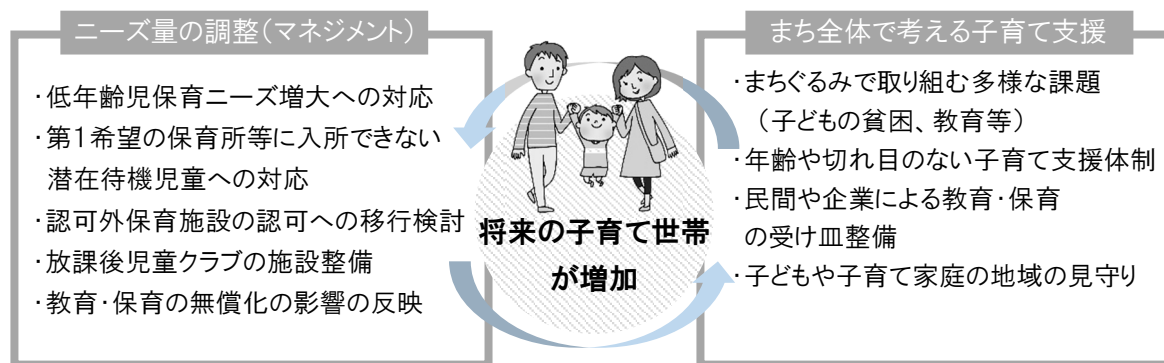 ニーズ量の調整(マネジメント)
・低年齢児保育ニーズ増大への対応
・第1希望の保育所等に入所できない
潜在待機児童への対応
・認可外保育施設の認可への移行検討
・放課後児童クラブの施設整備
・教育・保育の無償化の影響の反映
将来の子育て世帯
が増加
まち全体で考える子育て支援
・まちぐるみで取り組む多様な課題
(子どもの貧困、教育等)
・年齢や切れ目のない子育て支援体制
・民間や企業による教育・保育
の受け皿整備
・子どもや子育て家庭の地域の見守り